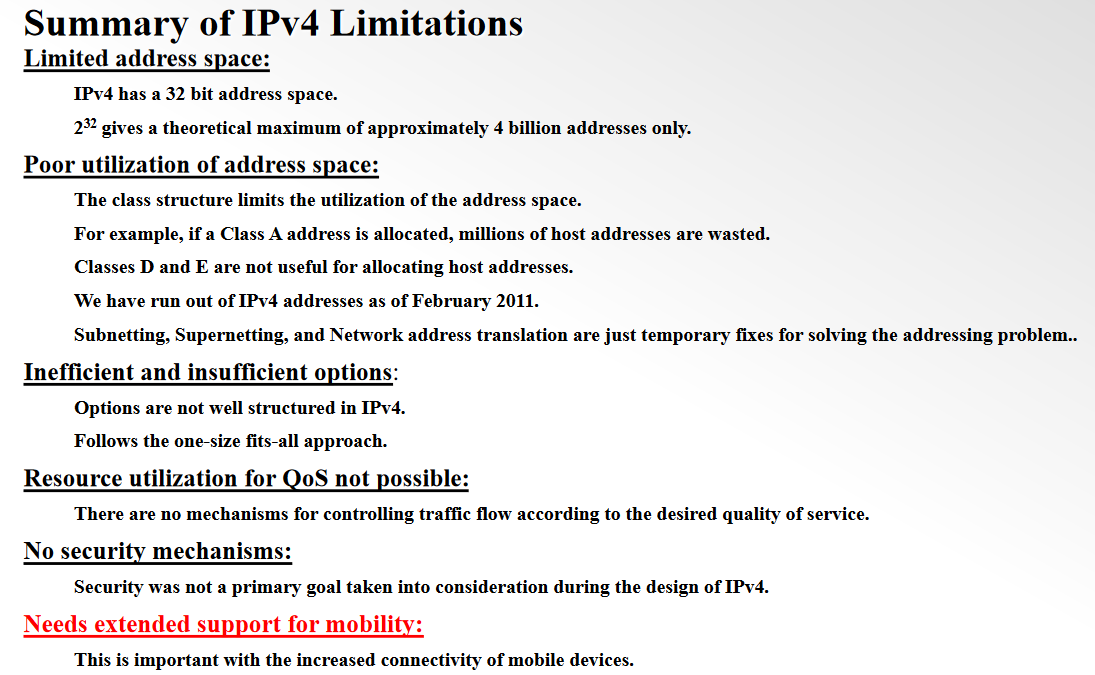 Summary of IPv4 Limitations
Limited address space:
IPv4 has a 32 bit address space.
2³² gives a theoretical maximum of approximately 4 billion addresses only.
Poor utilization of address space:
The class structure limits the utilization of the address space.
For example, if a Class A address is allocated, millions of host addresses are wasted.
Classes D and E are not useful for allocating host addresses.
We have run out of IPv4 addresses as of February 2011.
Subnetting, Supernetting, and Network address translation are just temporary fixes for solving the addressing problem..
Inefficient and insufficient options:
Options are not well structured in IPv4.
Follows the one-size fits-all approach.
Resource utilization for QoS not possible:
There are no mechanisms for controlling traffic flow according to the desired quality of service.
No security mechanisms:
Security was not a primary goal taken into consideration during the design of IPv4.
Needs extended support for mobility:
This is important with the increased connectivity of mobile devices.